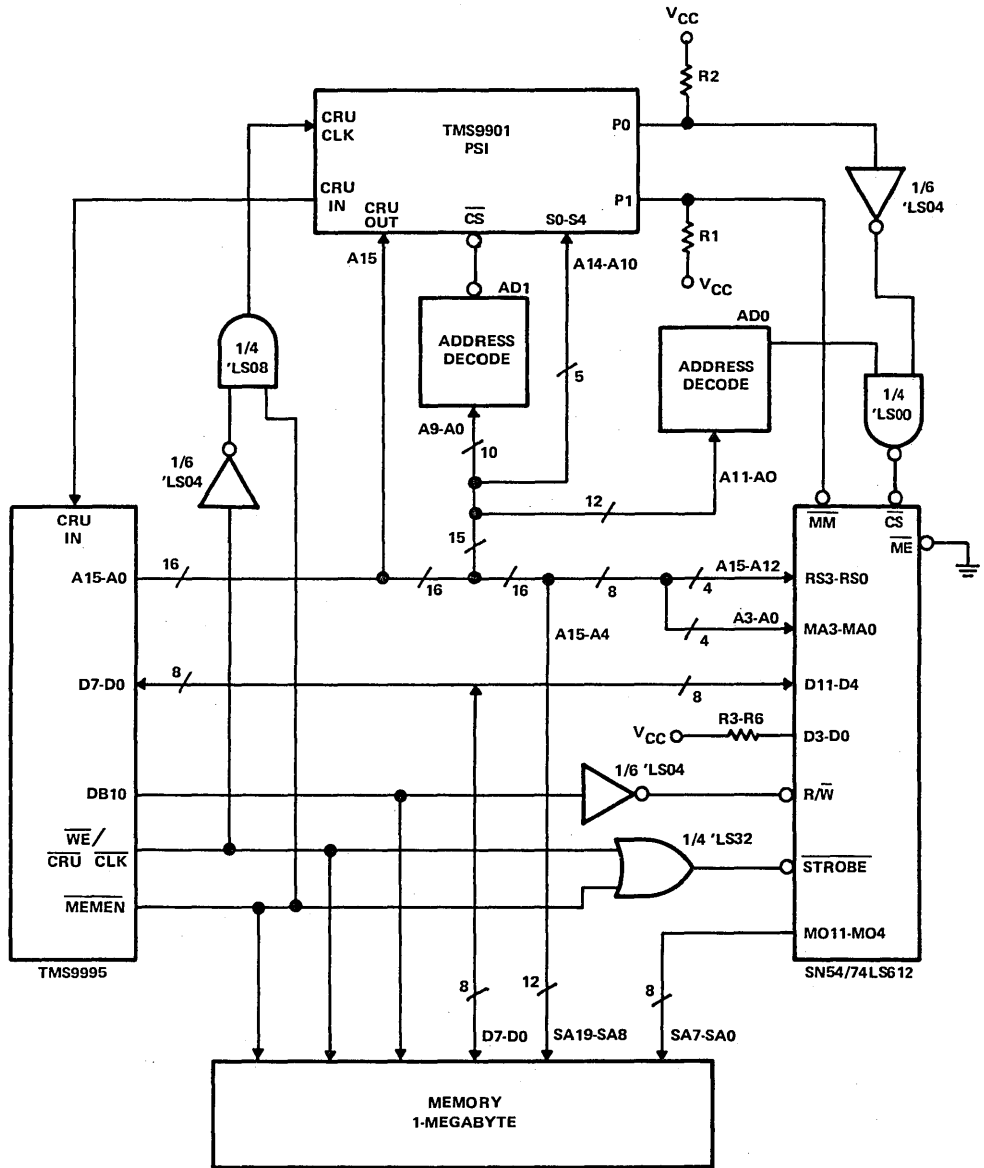 VCC
R2
CRU
CLK
TMS9901
PSI
P0
CRU
IN
CRU
OUT
CS
S0-S4
P1
1/6
'LS04
A15
A14-A10
R1
VCC
AD1
ADDRESS
DECODE
AD0
ADDRESS
DECODE
1/4
'LS08
5
1/4
'LS00
A9-A0
10
1/6
'LS04
A11-AO
12
CRU
IN
MM
CS
ME
15
A15-A0
16
16
16
8
4
A15-A12
RS3-RS0
A15-A4
4
A3-A0
MA3-MA0
D7-D0
8
8
D11-D4
VCC
R3-R6
D3-D0
DB10
1/6 'LS04
R/W
WE/
CRU CLK
1/4 'LS32
STROBE
MEMEN
MO11-MO4
TMS9995
SN54/74LS612
8
12
8
D7-D0
SA19-SA8
SA7-SA0
MEMORY
1-MEGABYTE